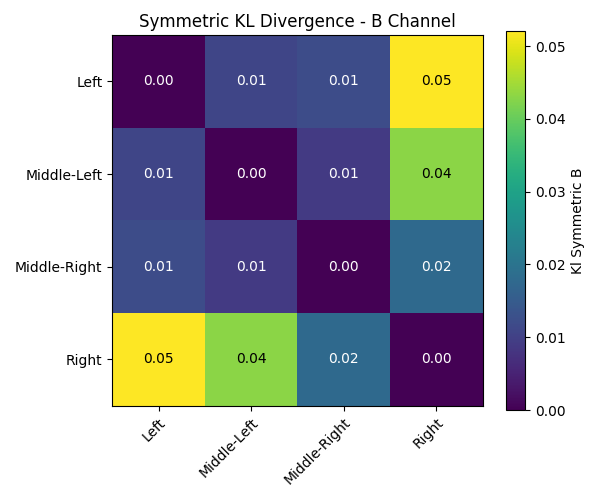 Symmetric KL Divergence - B Channel
Left 0.00 0.01 0.01 0.05
Middle-Left 0.01 0.00 0.01 0.04
Middle-Right 0.01 0.01 0.00 0.02
Right 0.05 0.04 0.02 0.00
Left Middle-Left Middle-Right Right
0.05
0.04
0.03
0.02
0.01
0.00
Kl Symmetric B